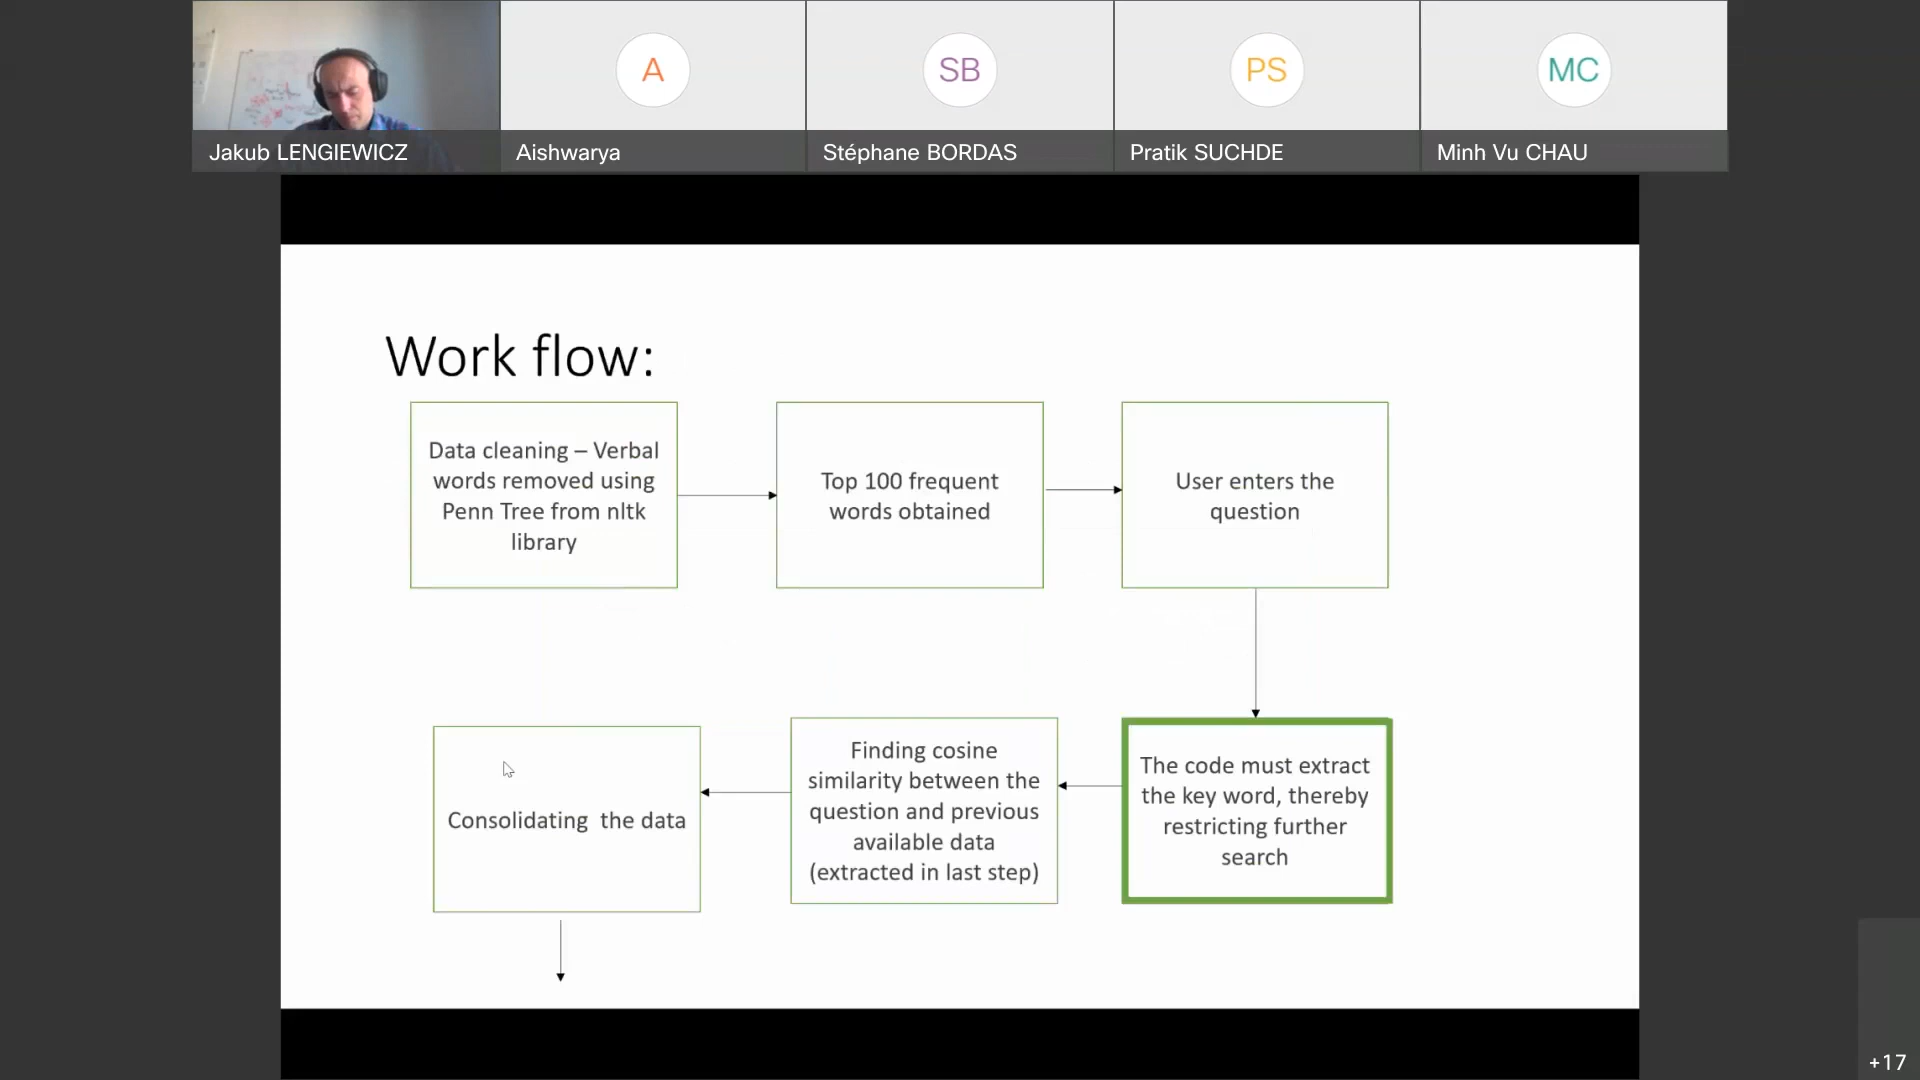 A
SB
PS
MC
Jakub LENGIEWICZ
Aishwarya
Stéphane BORDAS
Pratik SUCHDE
Minh Vu CHAU
Work flow:
Data cleaning – Verbal
words removed using
Penn Tree from nltk
library
Top 100 frequent
words obtained
User enters the
question
The code must extract
the key word, thereby
restricting further
search
Finding cosine
similarity between the
question and previous
available data
(extracted in last step)
Consolidating the data
+17